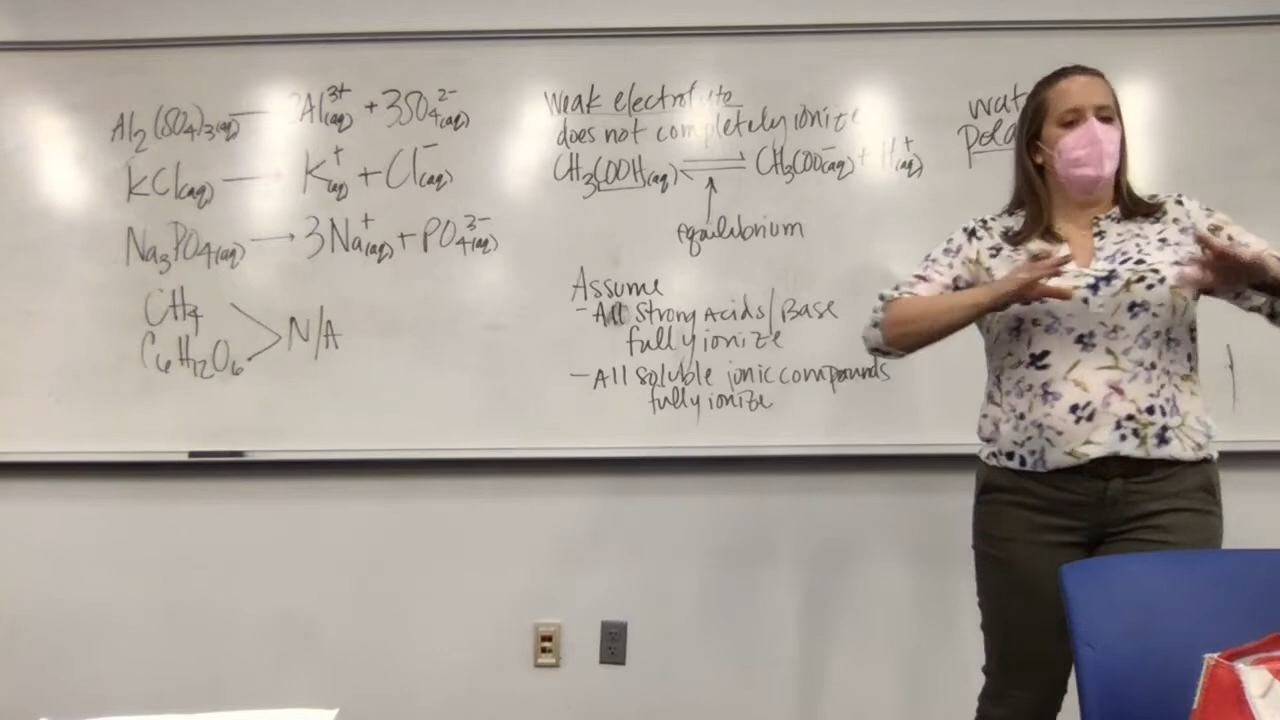 Al₂(SO₄)₃(aq) — 2Al³⁺(aq) + 3SO₄²⁻(aq)
KCl(aq) — K⁺(aq) + Cl⁻(aq)
Na₃PO₄(aq) → 3Na⁺(aq) + PO₄³⁻(aq)
CH₄
C₆H₁₂O₆
N/A
Weak electrolyte
does not completely ionize
CH₃COOH(aq) ⇌ CH₃COO⁻(aq) + H⁺(aq)
equilibrium
Assume
- All Strong Acids/Base
fully ionize
- All soluble ionic compounds
fully ionize